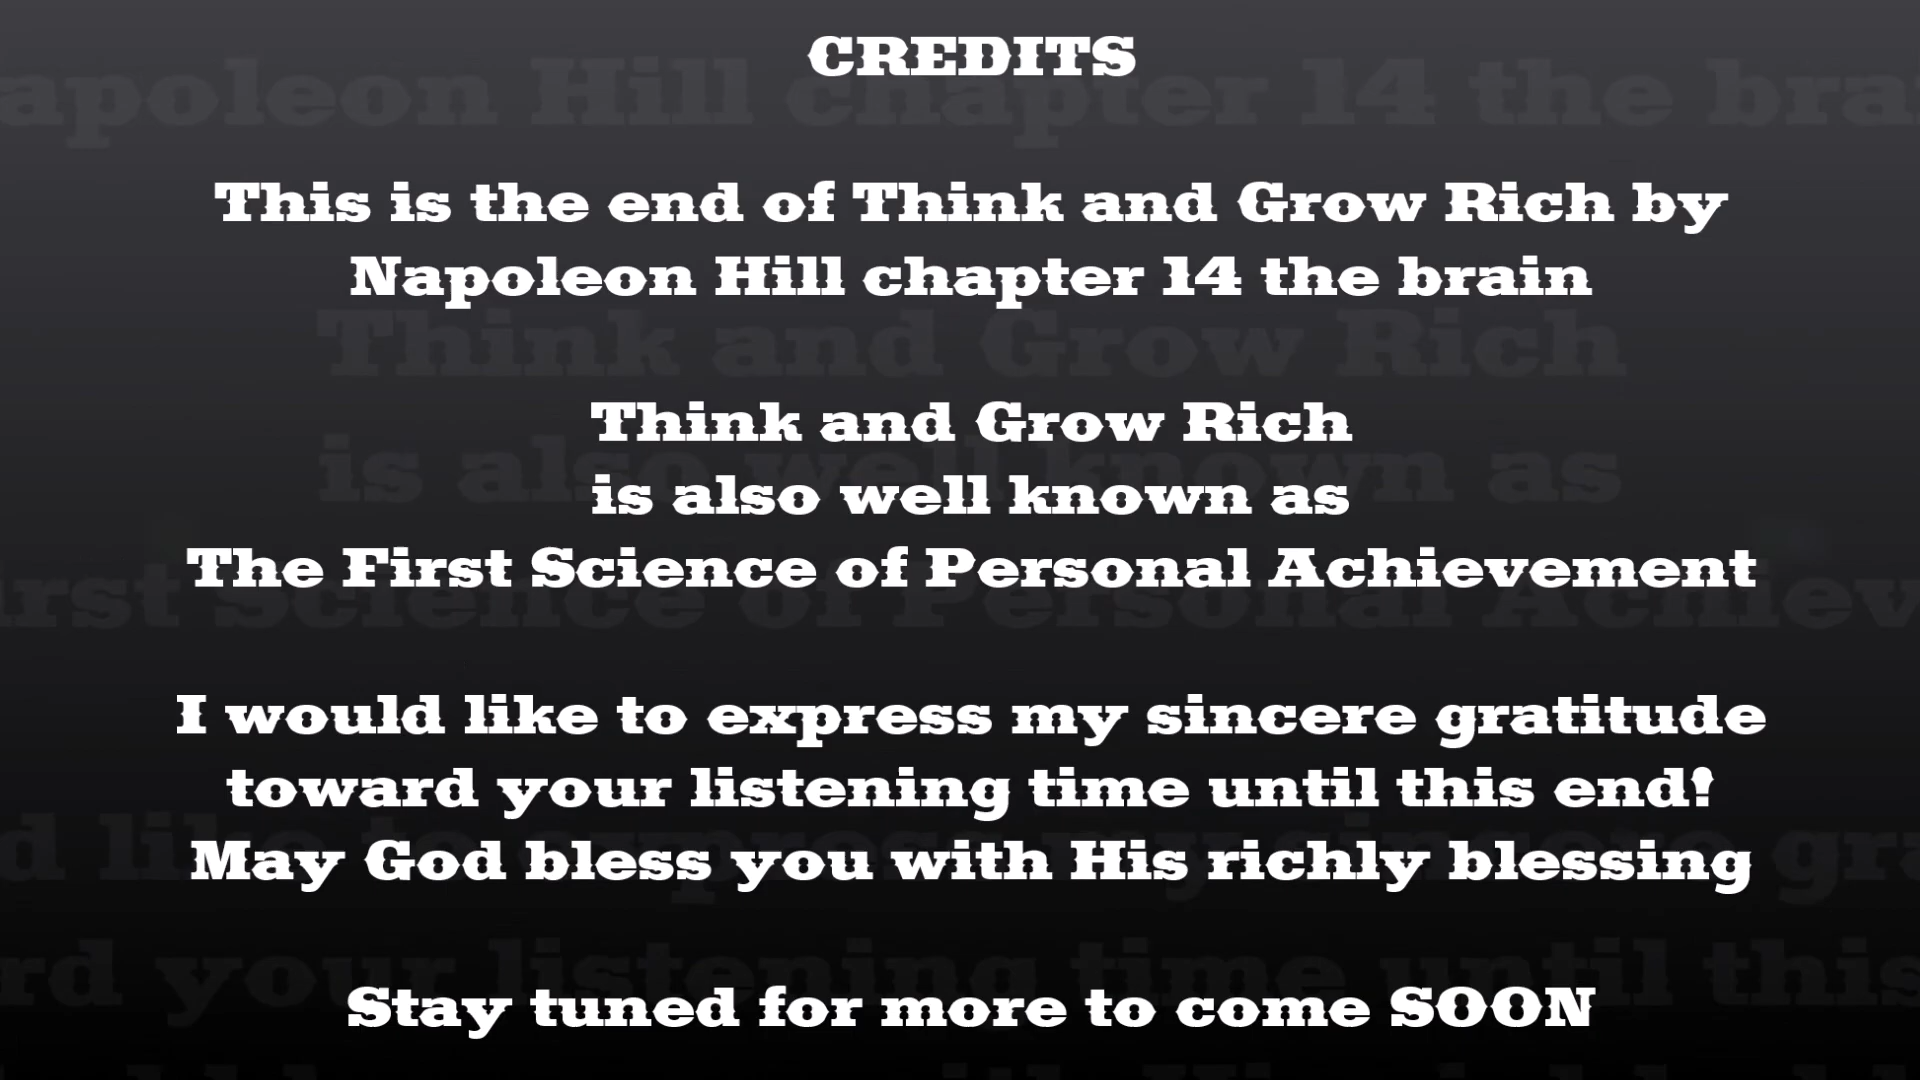 CREDITS
This is the end of Think and Grow Rich by
Napoleon Hill chapter 14 the brain
Think and Grow Rich
is also well known as
The First Science of Personal Achievement
I would like to express my sincere gratitude
toward your listening time until this end!
May God bless you with His richly blessing
Stay tuned for more to come SOON